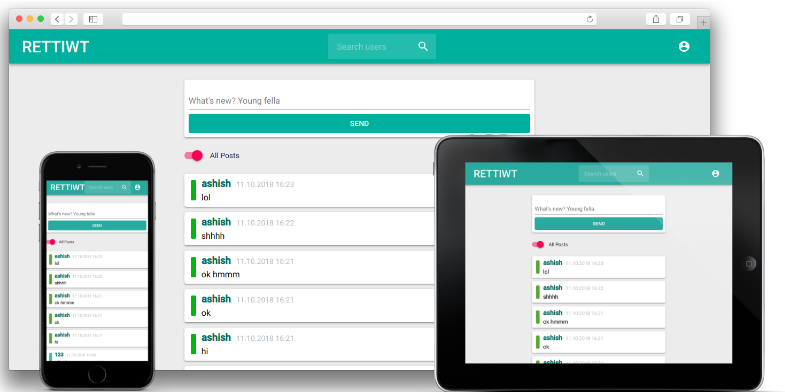 RETTIWT
Search users
What's new? Young fella
SEND
All Posts
ashish 11.10.2018 16:23
lol
ashish 11.10.2018 16:22
shhhh
ashish 11.10.2018 16:21
ok hmmm
ashish 11.10.2018 16:21
ok
ashish 11.10.2018 16:21
hi
RETTIWT
Search users
What's new? Young fella
SEND
All Posts
ashish 11.10.2018 16:23
lol
ashish 11.10.2018 16:22
shhhh
ashish 11.10.2018 16:21
ok hmmm
ashish 11.10.2018 16:21
ok
ashish 11.10.2018 16:21
hi
123
RETTIWT
Search users
What's new? Young fella
SEND
All Posts
ashish 11.10.2018 16:23
lol
ashish 11.10.2018 16:22
shhhh
ashish 11.10.2018 16:21
ok hmmm
ashish 11.10.2018 16:21
ok
ashish 11.10.2018 16:21